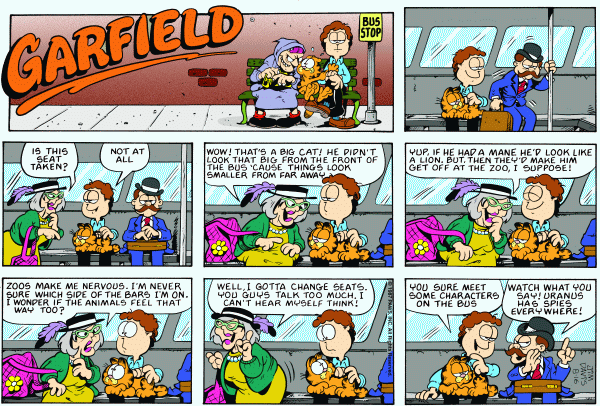 GARFIELD
BUS
STOP
IS THIS
SEAT
TAKEN?
NOT AT
ALL
WOW! THAT'S A BIG CAT! HE DIDN'T
LOOK THAT BIG FROM THE FRONT OF
THE BUS 'CAUSE THINGS LOOK
SMALLER FROM FAR AWAY
YUP, IF HE HAD A MANE HE'D LOOK LIKE
A LION. BUT, THEN THEY'D MAKE HIM
GET OFF AT THE ZOO, I SUPPOSE!
ZOOS MAKE ME NERVOUS. I'M NEVER
SURE WHICH SIDE OF THE BARS I'M ON.
I WONDER IF THE ANIMALS FEEL THAT
WAY TOO?
WELL, I GOTTA CHANGE SEATS.
YOU GUYS TALK TOO MUCH, I
CAN'T HEAR MYSELF THINK!
YOU SURE MEET
SOME CHARACTERS
ON THE BUS
WATCH WHAT YOU
SAY! URANUS
HAS SPIES
EVERYWHERE!
JIM
DAVIS
8-16